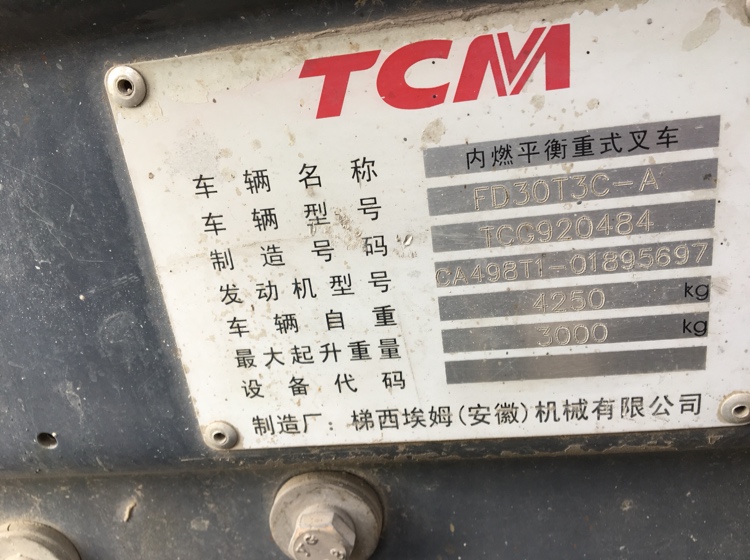 TCM
车辆名称 内燃平衡重式叉车
车辆型号 FD30T3C-A
制造号码 TCG920484
发动机型号 CA498T1-01895697
车辆自重 4250 kg
最大起升重量 3000 kg
设备代码
制造厂：梯西埃姆(安徽)机械有限公司